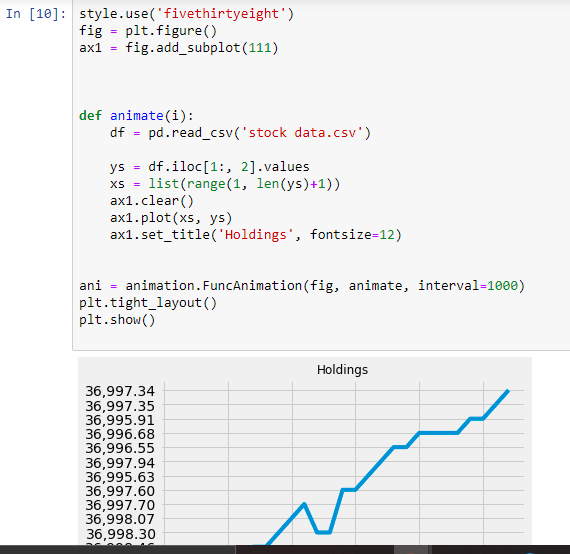 In [10]:
style.use('fivethirtyeight')
fig = plt.figure()
ax1 = fig.add_subplot(111)
def animate(i):
    df = pd.read_csv('stock data.csv')
    ys = df.iloc[1:, 2].values
    xs = list(range(1, len(ys)+1))
    ax1.clear()
    ax1.plot(xs, ys)
    ax1.set_title('Holdings', fontsize=12)
ani = animation.FuncAnimation(fig, animate, interval=1000)
plt.tight_layout()
plt.show()
Holdings
36,997.34
36,997.35
36,995.91
36,996.68
36,996.55
36,997.94
36,995.63
36,997.60
36,997.70
36,998.07
36,998.30